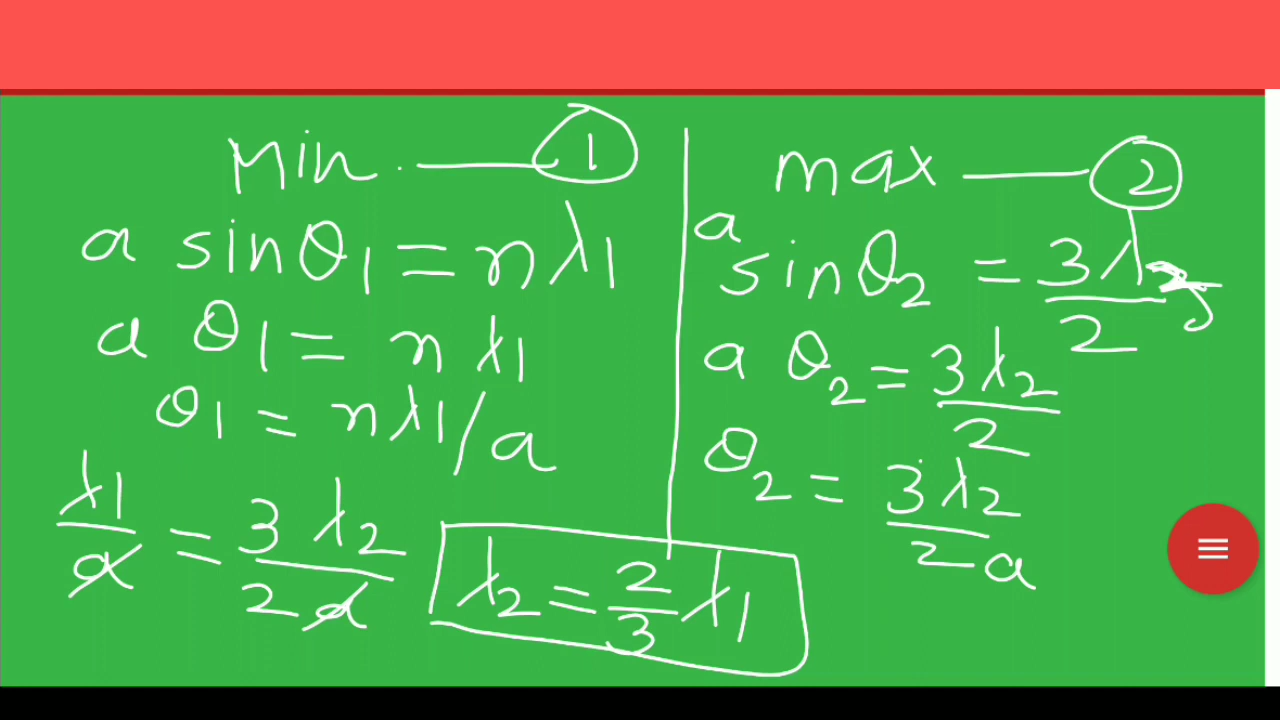 Min. — ①
a sinθ1 = nλ1
a θ1 = nλ1
θ1 = nλ1/a
max — ②
a sinθ2 = 3λ2/2
a θ2 = 3λ2/2
θ2 = 3λ2/2a
λ1/a = 3λ2/2a
λ2 = 2/3 λ1